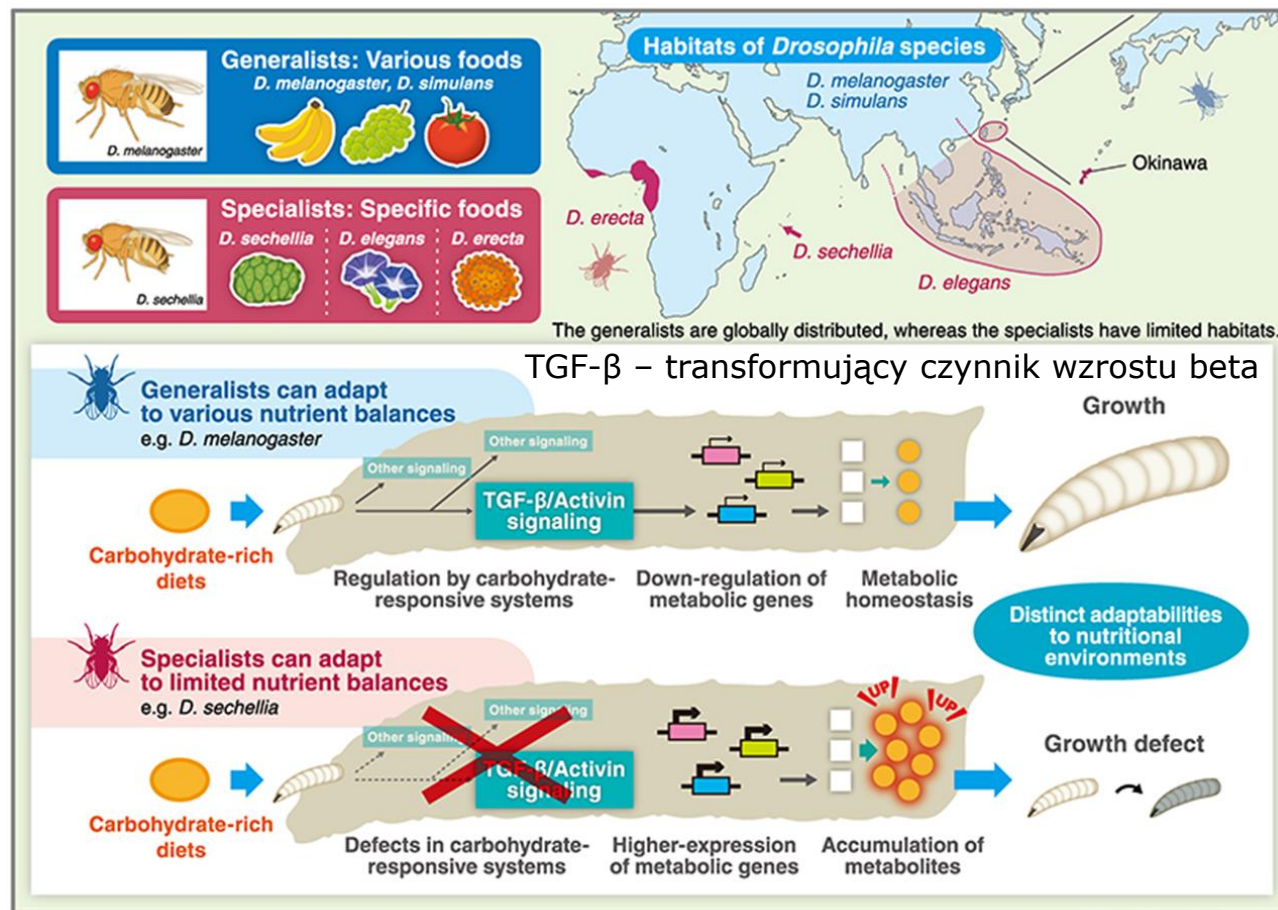 Generalists: Various foods
D. melanogaster, D. simulans
D. melanogaster
Specialists: Specific foods
D. sechellia
D. elegans
D. erecta
D. sechellia
Habitats of Drosophila species
D. melanogaster
D. simulans
Okinawa
D. erecta
D. sechellia
D. elegans
The generalists are globally distributed, whereas the specialists have limited habitats.
TGF-β – transformujący czynnik wzrostu beta
Generalists can adapt
to various nutrient balances
e.g. D. melanogaster
Growth
Other signaling
Other signaling
TGF-β/Activin
signaling
Carbohydrate-rich
diets
Regulation by carbohydrate-
responsive systems
Down-regulation of
metabolic genes
Metabolic
homeostasis
Distinct adaptabilities
to nutritional
environments
Specialists can adapt
to limited nutrient balances
e.g. D. sechellia
Other signaling
Other signaling
TGF-β/Activin
signaling
UP
UP
Growth defect
Carbohydrate-rich
diets
Defects in carbohydrate-
responsive systems
Higher-expression
of metabolic genes
Accumulation of
metabolites